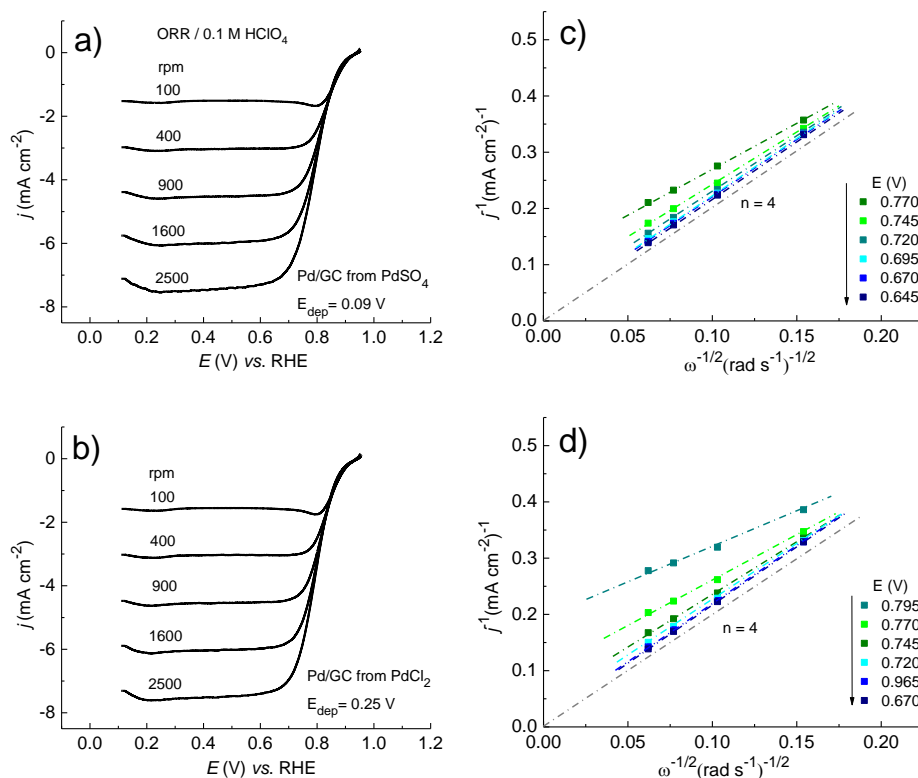 a)
ORR / 0.1 M HClO₄
rpm
100
400
900
1600
2500
Pd/GC from PdSO₄
E_dep= 0.09 V
0
-2
-4
-6
-8
j (mA cm⁻²)
0.0 0.2 0.4 0.6 0.8 1.0 1.2
E (V) vs. RHE
c)
0.5
0.4
0.3
0.2
0.1
0.0
j⁻¹(mA cm⁻²)⁻¹
n = 4
E (V)
0.770
0.745
0.720
0.695
0.670
0.645
0.00 0.05 0.10 0.15 0.20
ω⁻¹/²(rad s⁻¹)⁻¹/²
b)
rpm
100
400
900
1600
2500
Pd/GC from PdCl₂
E_dep= 0.25 V
0
-2
-4
-6
-8
j (mA cm⁻²)
0.0 0.2 0.4 0.6 0.8 1.0 1.2
E (V) vs. RHE
d)
0.5
0.4
0.3
0.2
0.1
0.0
j⁻¹(mA cm⁻²)⁻¹
n = 4
E (V)
0.795
0.770
0.745
0.720
0.965
0.670
0.00 0.05 0.10 0.15 0.20
ω⁻¹/²(rad s⁻¹)⁻¹/²